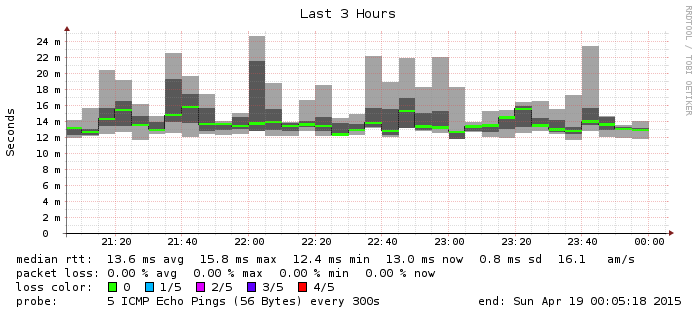 Last 3 Hours
RRDTOOL / TOBI OETIKER
Seconds
24 m
22 m
20 m
18 m
16 m
14 m
12 m
10 m
8 m
6 m
4 m
2 m
0
21:20 21:40 22:00 22:20 22:40 23:00 23:20 23:40 00:00
median rtt: 13.6 ms avg 15.8 ms max 12.4 ms min 13.0 ms now 0.8 ms sd 16.1 am/s
packet loss: 0.00 % avg 0.00 % max 0.00 % min 0.00 % now
loss color: 0 1/5 2/5 3/5 4/5
probe: 5 ICMP Echo Pings (56 Bytes) every 300s end: Sun Apr 19 00:05:18 2015